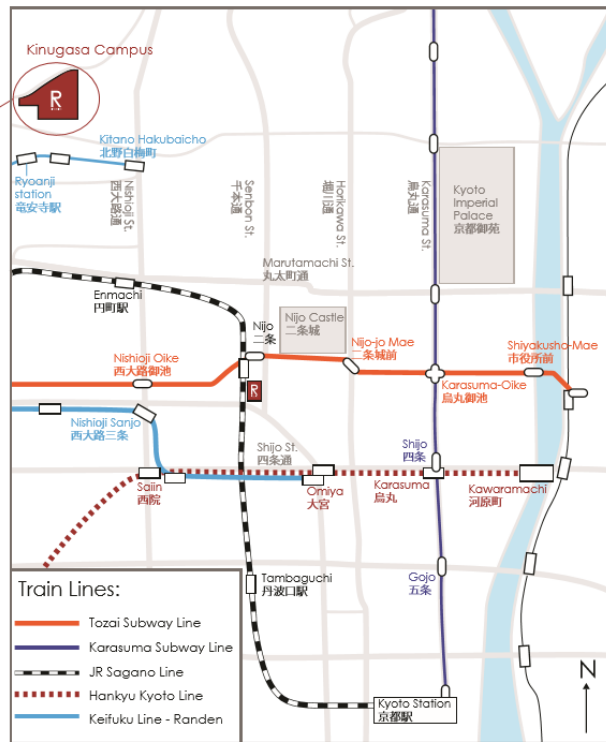 Kinugasa Campus
R
Kitano Hakubaicho
北野白梅町
Ryoanji
station
竜安寺駅
Nishioji St.
西大路通
Senbon St.
千本通
Horikawa St.
堀川通
Karasuma St.
烏丸通
Kyoto
Imperial
Palace
京都御苑
Marutamachi St.
丸太町通
Enmachi
円町駅
Nijo
二条
Nijo Castle
二条城
Nijo-jo Mae
二条城前
Shiyakusha-Mae
市役所前
Nishioji Oike
西大路御池
Karasuma-Oike
烏丸御池
R
Nishioji Sanjo
西大路三条
Shijo St.
四条通
Shijo
四条
Saiin
西院
Omiya
大宮
Karasuma
烏丸
Kawaramachi
河原町
Tambaguchi
丹波口駅
Gojo
五条
Kyoto Station
京都駅
Train Lines:
Tozai Subway Line
Karasuma Subway Line
JR Sagano Line
Hankyu Kyoto Line
Keifuku Line - Randen
N